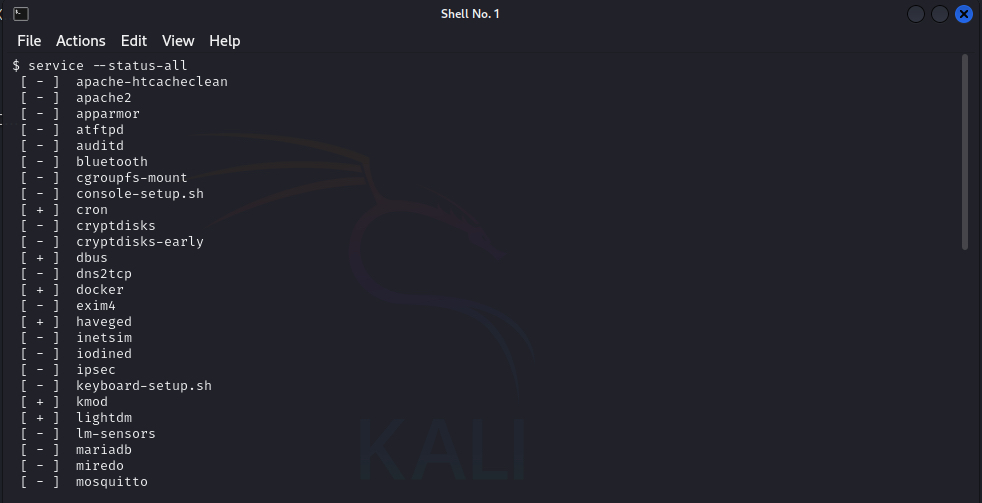 Shell No. 1
File Actions Edit View Help
$ service --status-all
[ - ] apache-htcacheclean
[ - ] apache2
[ - ] apparmor
[ - ] atftpd
[ - ] auditd
[ - ] bluetooth
[ - ] cgroupfs-mount
[ - ] console-setup.sh
[ + ] cron
[ - ] cryptdisks
[ - ] cryptdisks-early
[ + ] dbus
[ - ] dns2tcp
[ + ] docker
[ - ] exim4
[ + ] haveged
[ - ] inetsim
[ - ] iodined
[ - ] ipsec
[ - ] keyboard-setup.sh
[ + ] kmod
[ + ] lightdm
[ - ] lm-sensors
[ - ] mariadb
[ - ] miredo
[ - ] mosquitto
KALI